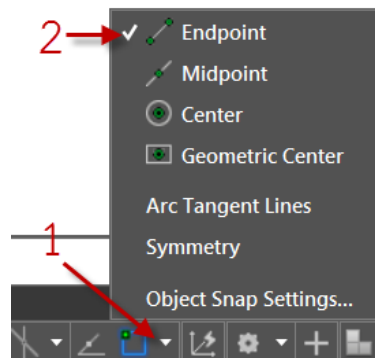 2
Endpoint
Midpoint
Center
Geometric Center
Arc Tangent Lines
Symmetry
1
Object Snap Settings...